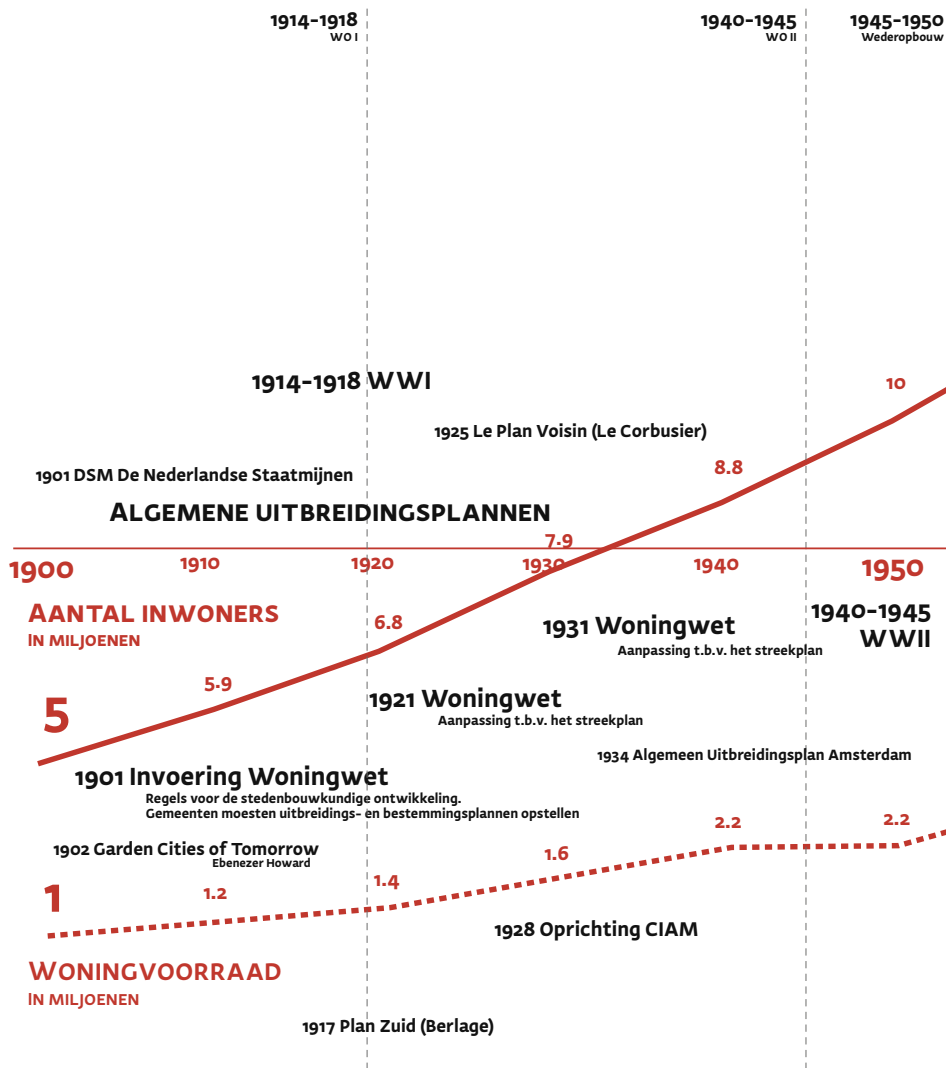 1914-1918
WO I
1940-1945
WO II
1945-1950
Wederopbouw
1914-1918 WWI
10
1925 Le Plan Voisin (Le Corbusier)
8.8
1901 DSM De Nederlandse Staatmijnen
ALGEMENE UITBREIDINGSPLANNEN
7.9
1900
1910
1920
1930
1940
1950
AANTAL INWONERS
IN MILJOENEN
6.8
1931 Woningwet
Aanpassing t.b.v. het streekplan
1940-1945
WWII
5.9
5
1921 Woningwet
Aanpassing t.b.v. het streekplan
1934 Algemeen Uitbreidingsplan Amsterdam
1901 Invoering Woningwet
Regels voor de stedenbouwkundige ontwikkeling.
Gemeenten moesten uitbreidings- en bestemmingsplannen opstellen
2.2
2.2
1902 Garden Cities of Tomorrow
Ebenezer Howard
1.6
1.4
1.2
1
1928 Oprichting CIAM
WONINGVOORRAAD
IN MILJOENEN
1917 Plan Zuid (Berlage)